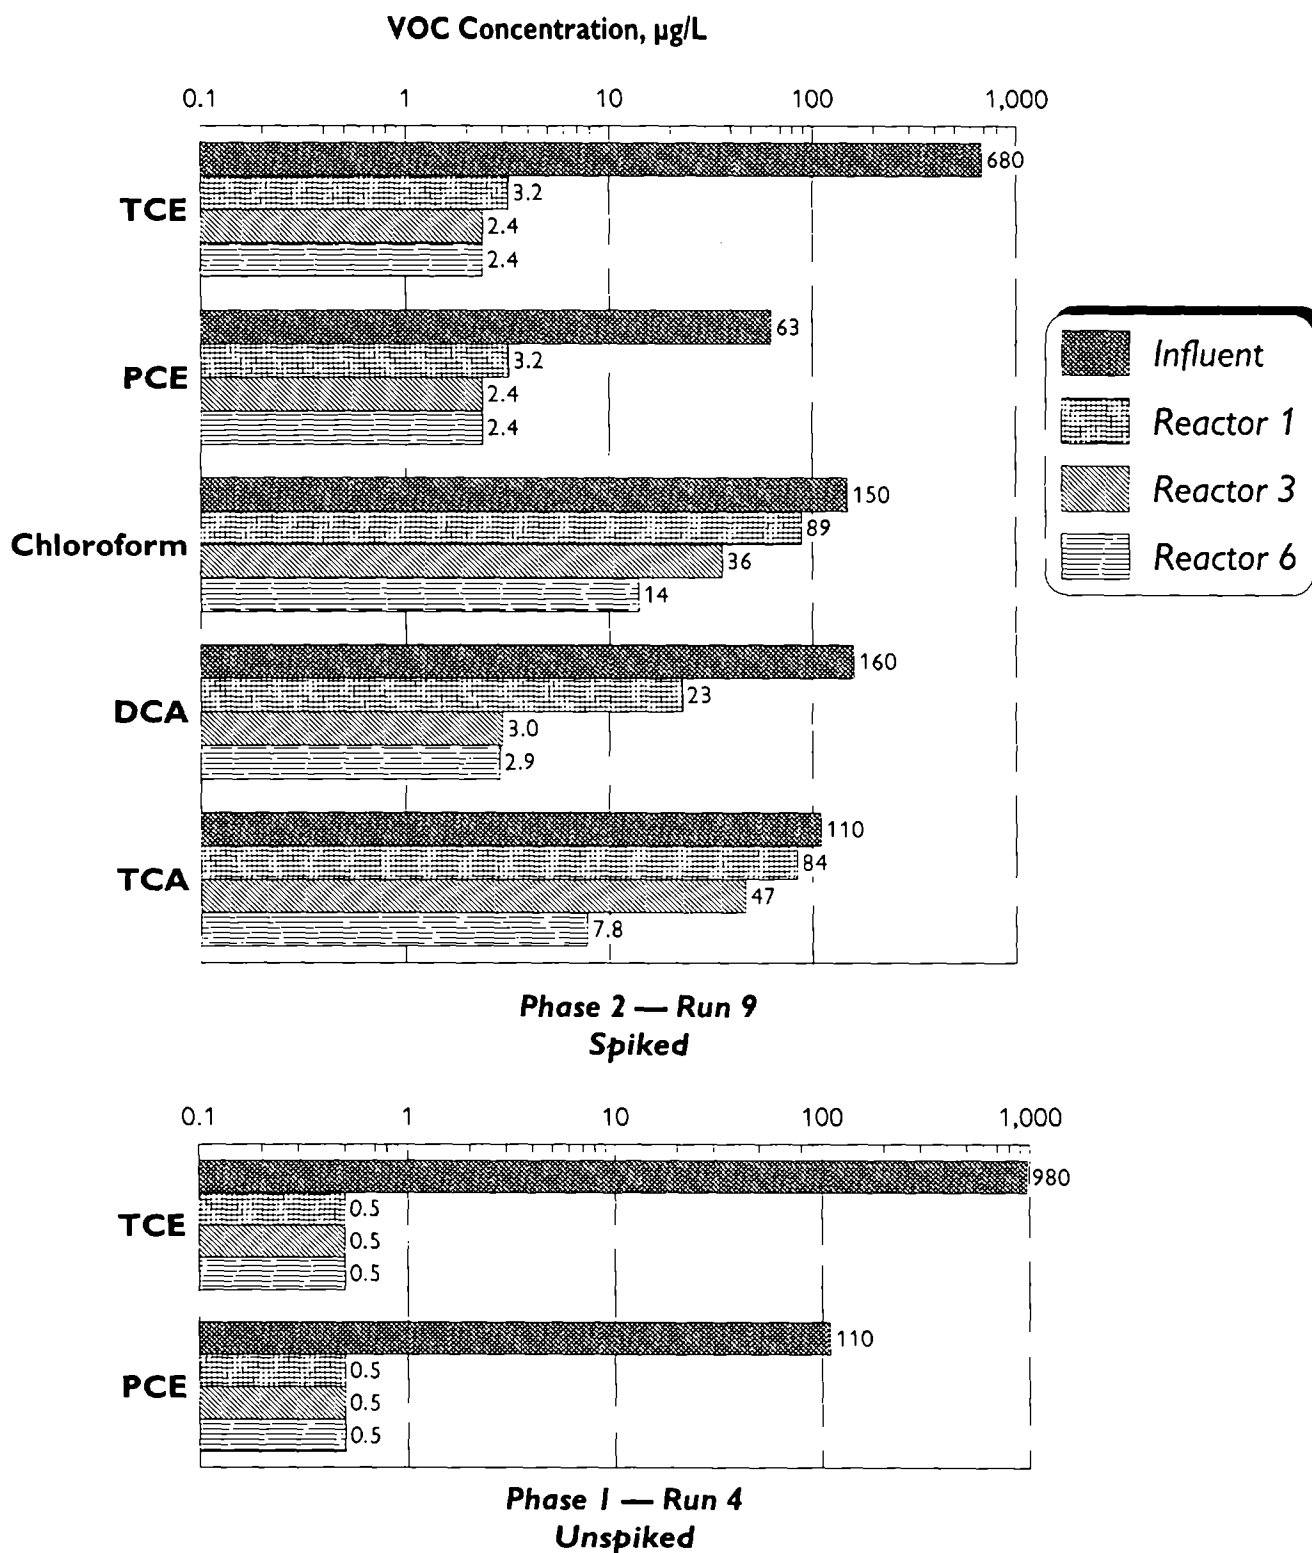 VOC Concentration, µg/L
0.1 1 10 100 1,000
680
TCE
3.2
2.4
2.4
63
PCE
3.2
2.4
2.4
150
Chloroform
89
36
14
160
DCA
23
3.0
2.9
110
TCA
84
47
7.8
Influent
Reactor 1
Reactor 3
Reactor 6
Phase 2 — Run 9
Spiked
0.1 1 10 100 1,000
980
TCE
0.5
0.5
0.5
110
PCE
0.5
0.5
0.5
Phase 1 — Run 4
Unspiked